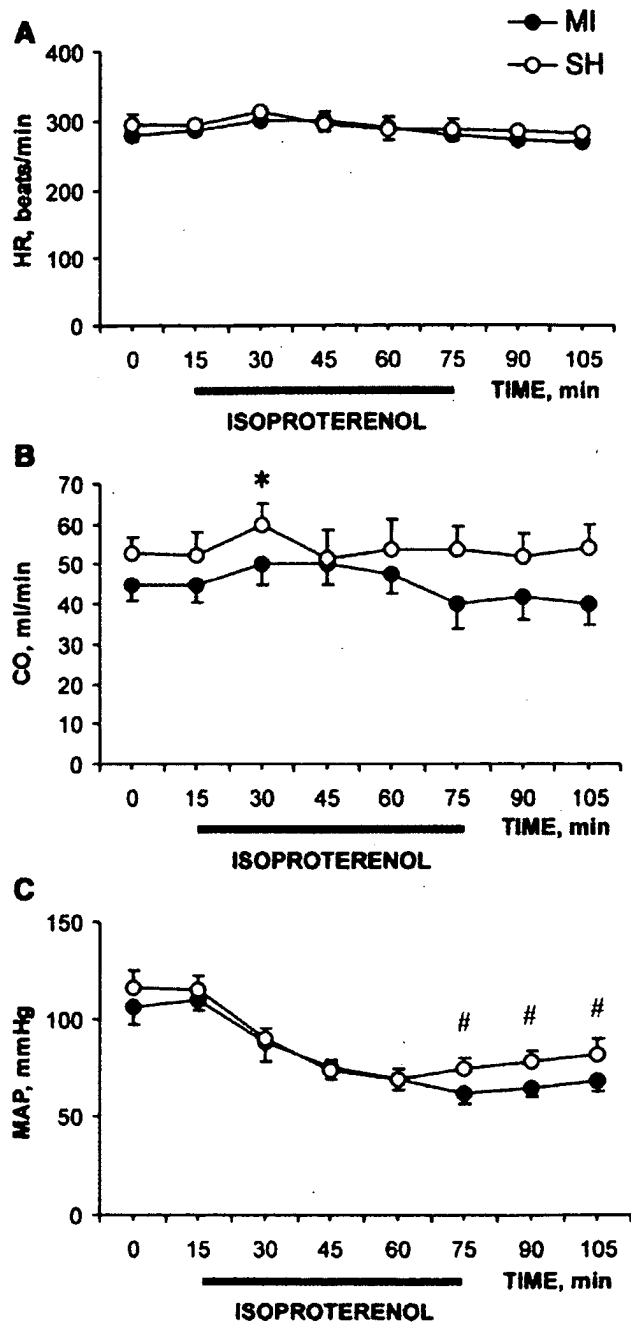 A
MI
SH
HR, beats/min
400
300
200
100
0
0 15 30 45 60 75 90 105
TIME, min
ISOPROTERENOL
B
*
CO, ml/min
70
60
50
40
30
20
10
0
0 15 30 45 60 75 90 105
TIME, min
ISOPROTERENOL
C
# # #
MAP, mmHg
150
100
50
0
0 15 30 45 60 75 90 105
TIME, min
ISOPROTERENOL